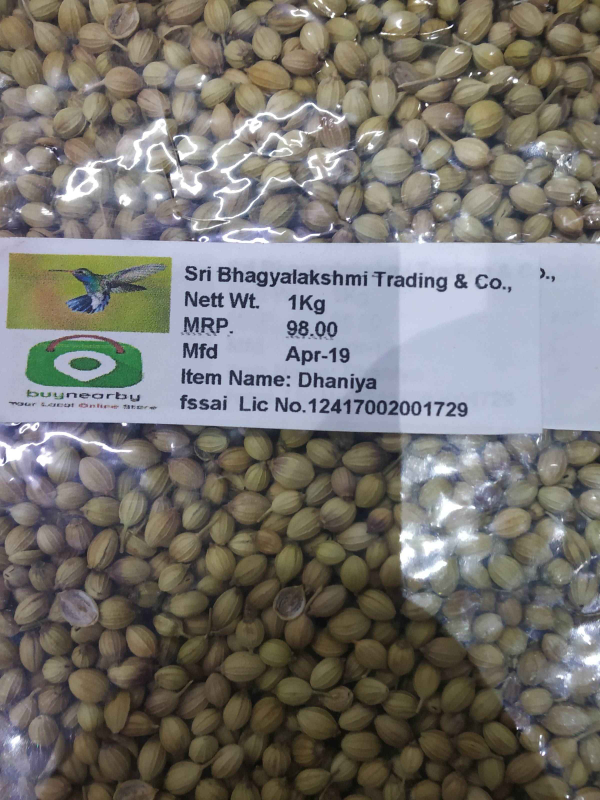 Sri Bhagyalakshmi Trading & Co.,
Nett Wt. 1Kg
MRP. 98.00
Mfd Apr-19
Item Name: Dhaniya
fssai Lic No.12417002001729
buynearby
Your Local Online Store